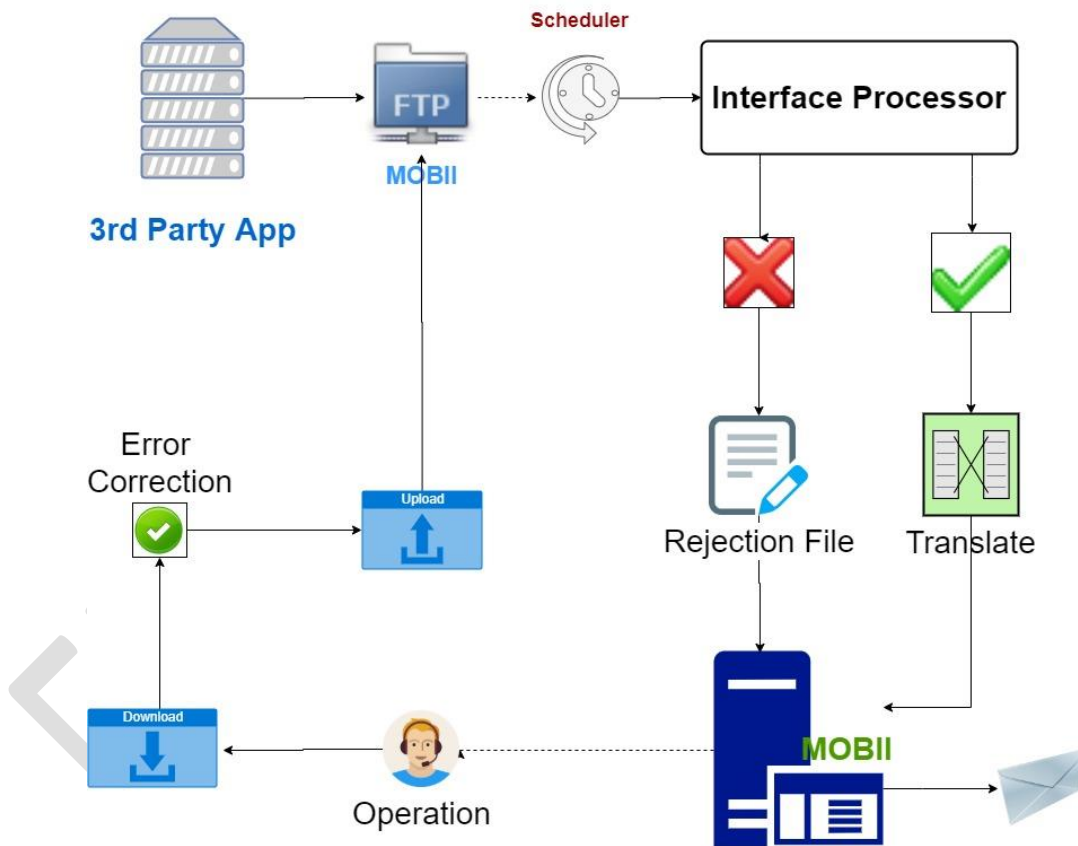 Scheduler
FTP
Interface Processor
MOBII
3rd Party App
Error
Correction
Upload
Rejection File
Translate
Download
MOBII
Operation